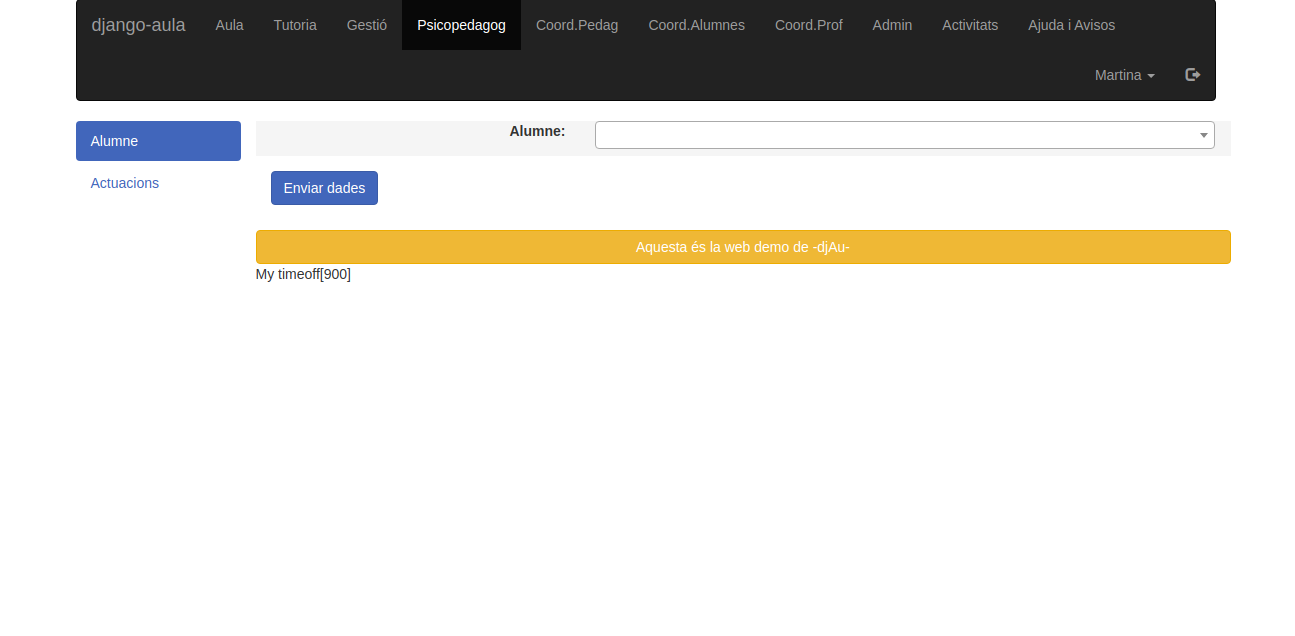 django-aula Aula Tutoria Gestió Psicopedagog Coord.Pedag Coord.Alumnes Coord.Prof Admin Activitats Ajuda i Avisos
Martina
Alumne
Alumne:
Actuacions
Enviar dades
Aquesta és la web demo de -djAu-
My timeoff[900]